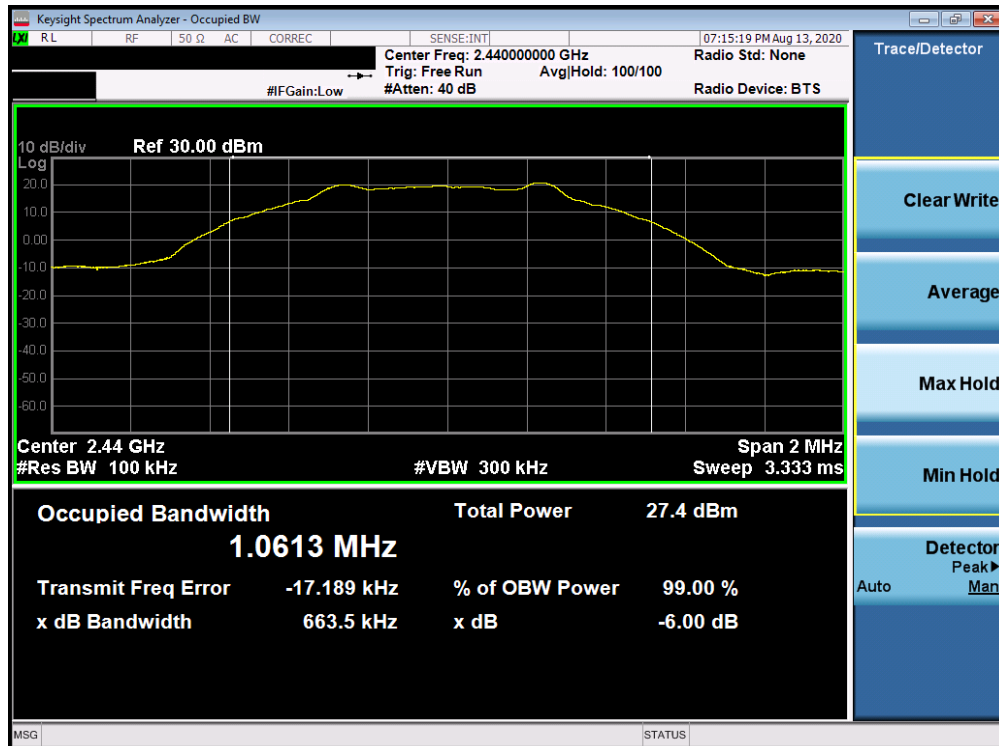 Keysight Spectrum Analyzer - Occupied BW
LXI RL RF 50 Ω AC CORREC SENSE:INT 07:15:19 PM Aug 13, 2020
Center Freq: 2.440000000 GHz Radio Std: None
Trig: Free Run Avg|Hold: 100/100
#IFGain:Low #Atten: 40 dB Radio Device: BTS
Trace/Detector
10 dB/div Ref 30.00 dBm
Log
20.0
10.0
0.00
-10.0
-20.0
-30.0
-40.0
-50.0
-60.0
Center 2.44 GHz Span 2 MHz
#Res BW 100 kHz #VBW 300 kHz Sweep 3.333 ms
Occupied Bandwidth Total Power 27.4 dBm
1.0613 MHz
Transmit Freq Error -17.189 kHz % of OBW Power 99.00 %
x dB Bandwidth 663.5 kHz x dB -6.00 dB
Clear Write
Average
Max Hold
Min Hold
Detector
Peak▶
Auto Man
MSG STATUS